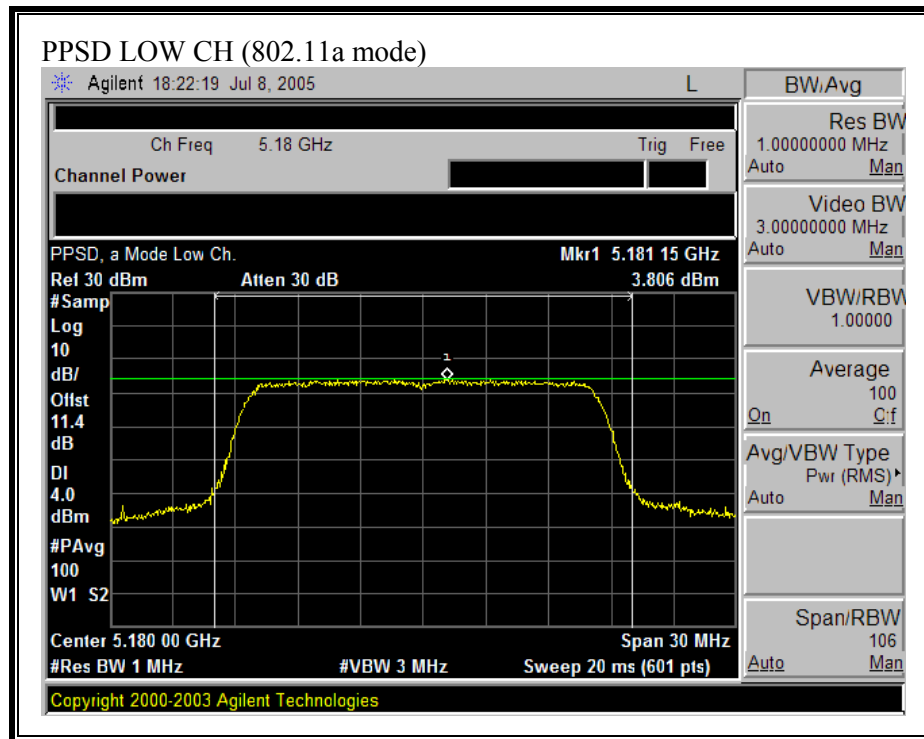 PPSD LOW CH (802.11a mode)
Agilent 18:22:19 Jul 8, 2005 L
BW/Avg
Ch Freq 5.18 GHz Trig Free
Channel Power
Res BW
1.00000000 MHz
Auto Man
Video BW
3.00000000 MHz
Auto Man
PPSD, a Mode Low Ch. Mkr1 5.181 15 GHz
Ref 30 dBm Atten 30 dB 3.806 dBm
#Samp
Log
10
dB/
Offst
11.4
dB
DI
4.0
dBm
#PAvg
100
W1 S2
1
VBW/RBW
1.00000
Average
100
On Off
Avg/VBW Type
Pwr (RMS)
Auto Man
Span/RBW
106
Auto Man
Center 5.180 00 GHz Span 30 MHz
#Res BW 1 MHz #VBW 3 MHz Sweep 20 ms (601 pts)
Copyright 2000-2003 Agilent Technologies